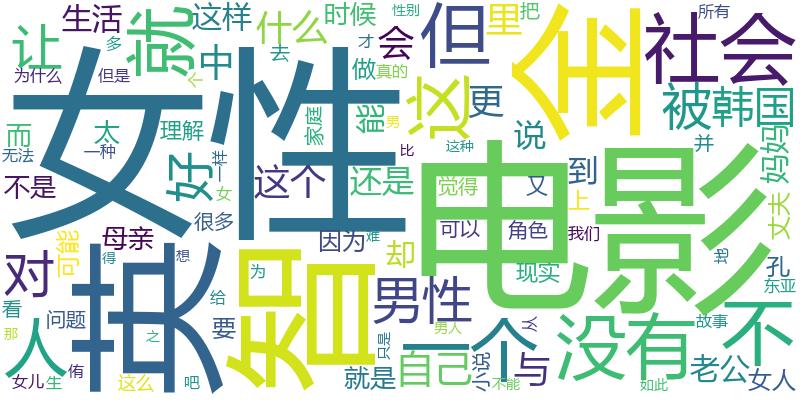 生活
这样
什么
时候
性别
把
里
但
金
社会
所有
多
才
会
让
就
中
去
做
真的
为什么
但是
个
能
这
更
被
韩国
女性
电影
而
太
理解
家庭
男
说
并
无法
一种
好
一样
比
这种
到
妈妈
不是
女
这个
还是
觉得
又
上
丈夫
很多
母亲
可能
因为
难
却
可以
角色
我们
对
英
智
得
想
为
男性
现实
孔
东亚
看
那
人
问题
给
要
之
男人
一个
从
没有
故事
不
女儿
生
侑
这么
吧
就是
只是
自己
小说
与
不能
如此
老公
女人